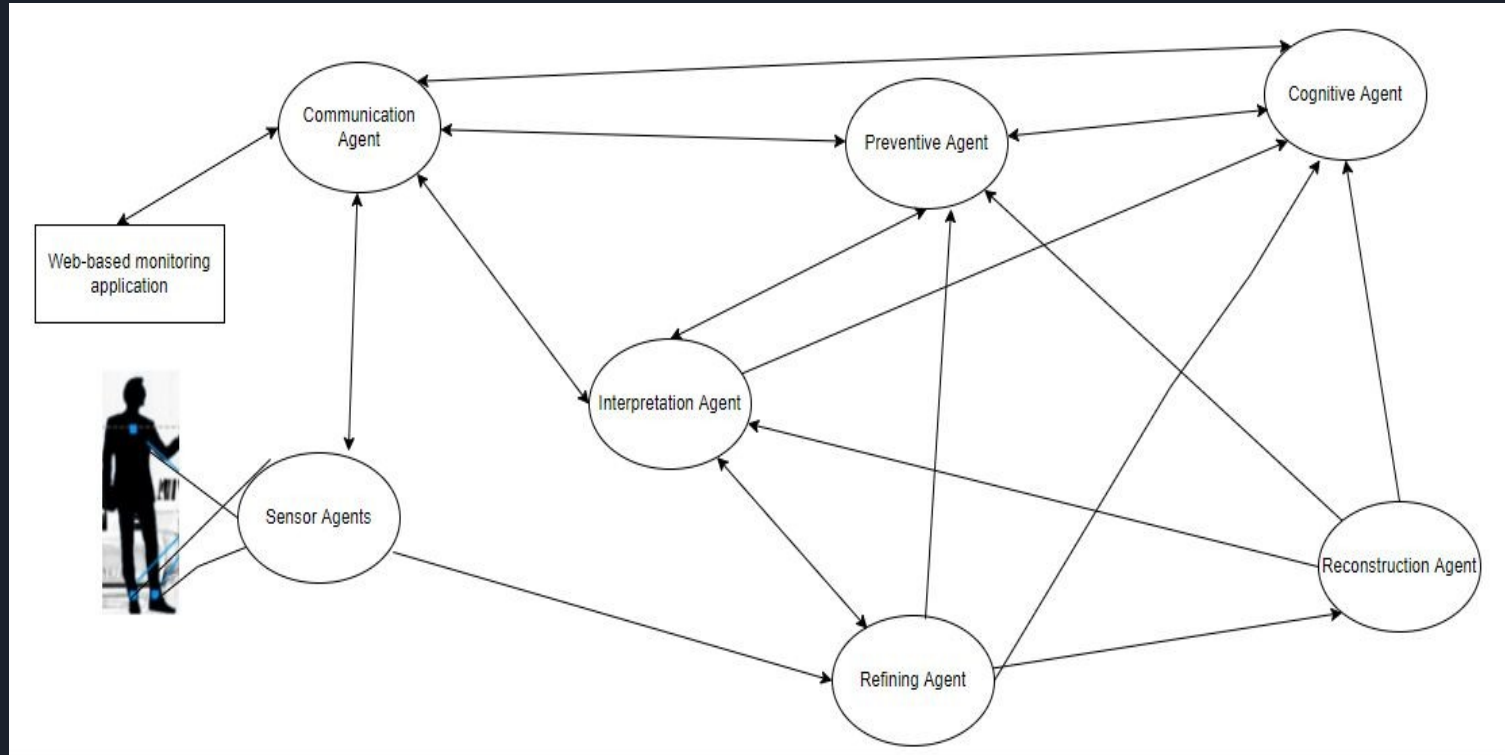 Communication
Agent
Preventive Agent
Cognitive Agent
Web-based monitoring
application
Interpretation Agent
Sensor Agents
Reconstruction Agent
Refining Agent